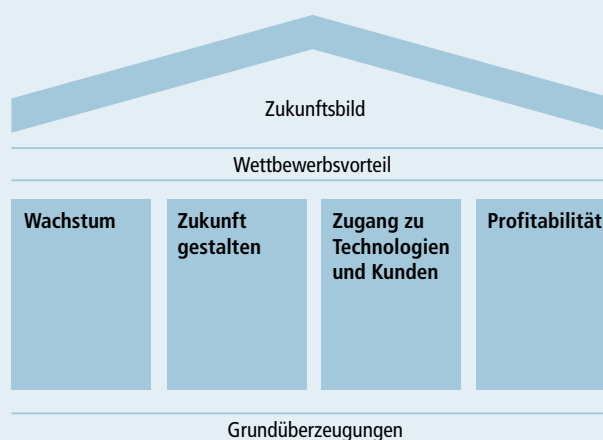 Zukunftsbild
Wettbewerbsvorteil
Wachstum
Zukunft
gestalten
Zugang zu
Technologien
und Kunden
Profitabilität
Grundüberzeugungen